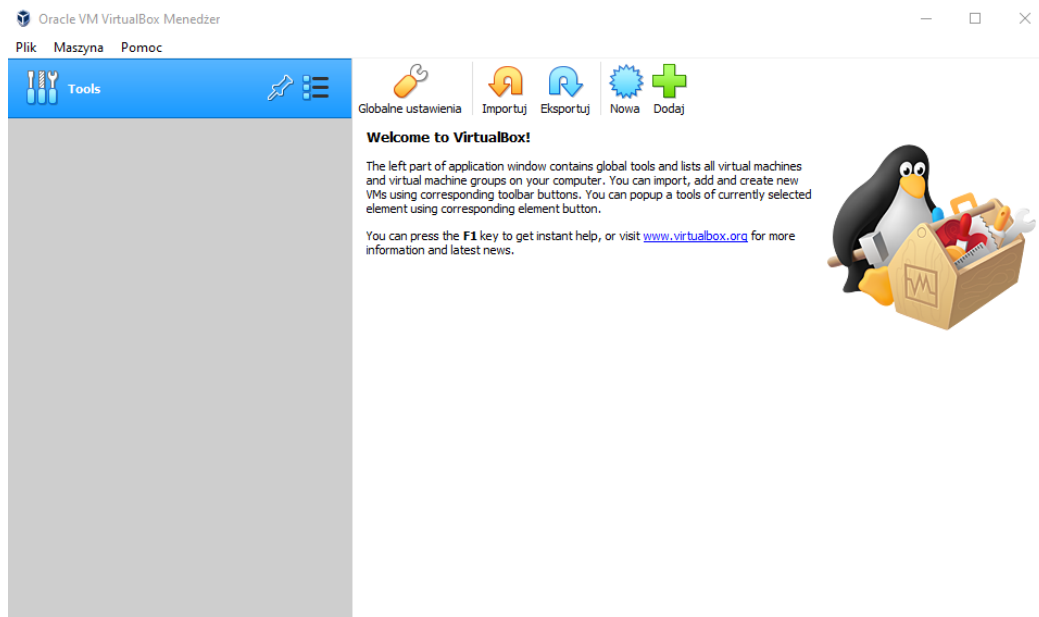 Oracle VM VirtualBox Menedżer
Plik Maszyna Pomoc
Tools
Globalne ustawienia Importuj Eksportuj Nowa Dodaj
Welcome to VirtualBox!
The left part of application window contains global tools and lists all virtual machines
and virtual machine groups on your computer. You can import, add and create new
VMs using corresponding toolbar buttons. You can popup a tools of currently selected
element using corresponding element button.
You can press the F1 key to get instant help, or visit www.virtualbox.org for more
information and latest news.